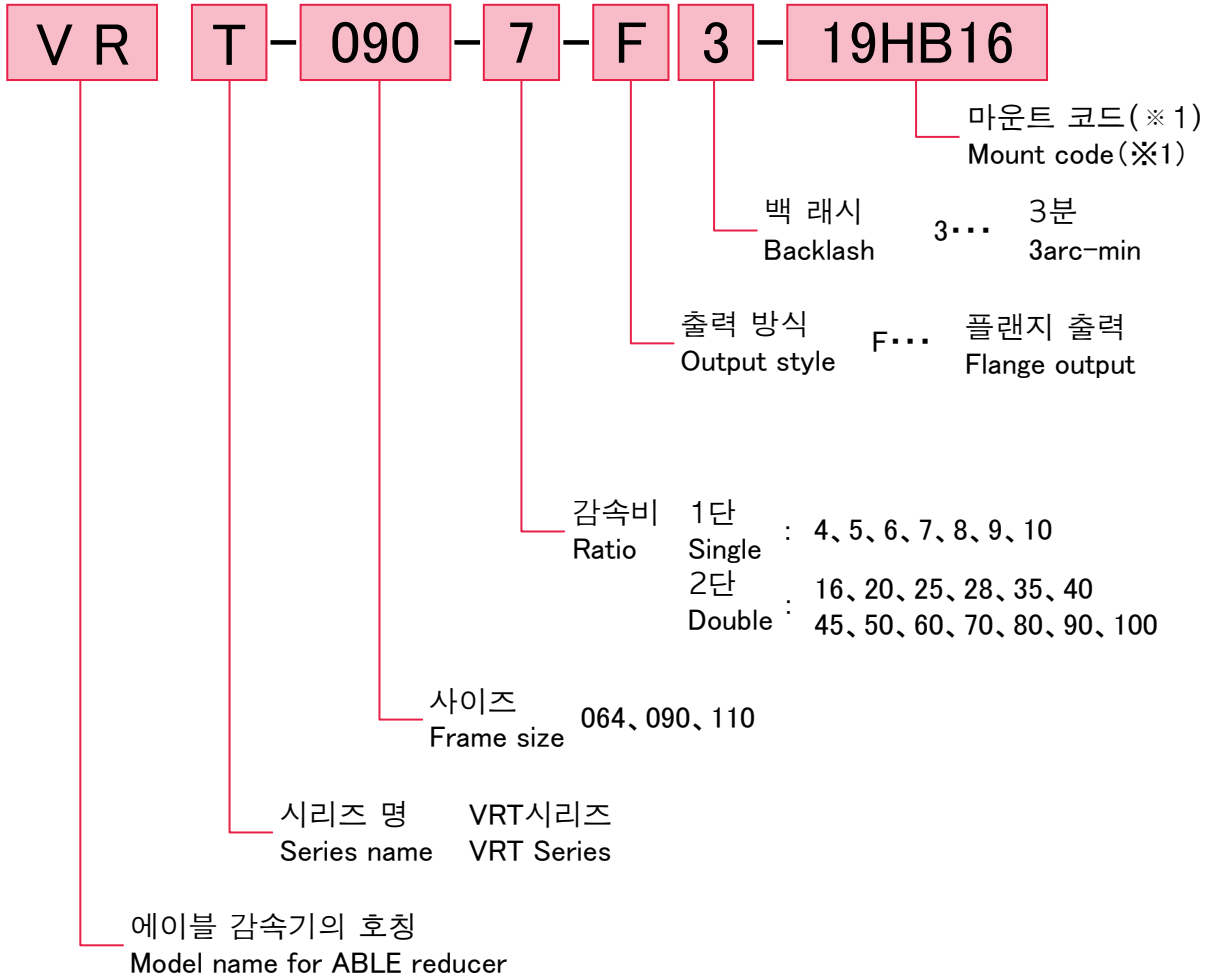 VR T-090-7-F 3-19HB16
마운트 코드(※1)
Mount code(※1)
백 래시 3··· 3분
Backlash 3arc-min
출력 방식 F··· 플랜지 출력
Output style Flange output
감속비 1단 : 4、5、6、7、8、9、10
Ratio Single
2단 : 16、20、25、28、35、40
Double 45、50、60、70、80、90、100
사이즈 064、090、110
Frame size
시리즈 명 VRT시리즈
Series name VRT Series
에이블 감속기의 호칭
Model name for ABLE reducer